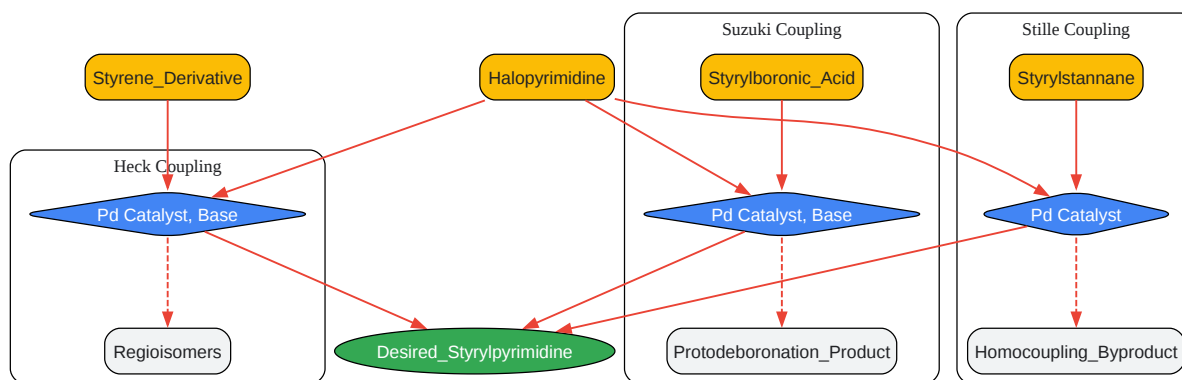 Suzuki Coupling
Stille Coupling
Styrene_Derivative
Halopyrimidine
Styrylboronic_Acid
Styrylstannane
Heck Coupling
Pd Catalyst, Base
Pd Catalyst, Base
Pd Catalyst
Regioisomers
Desired_Styrylpyrimidine
Protodeboronation_Product
Homocoupling_Byproduct